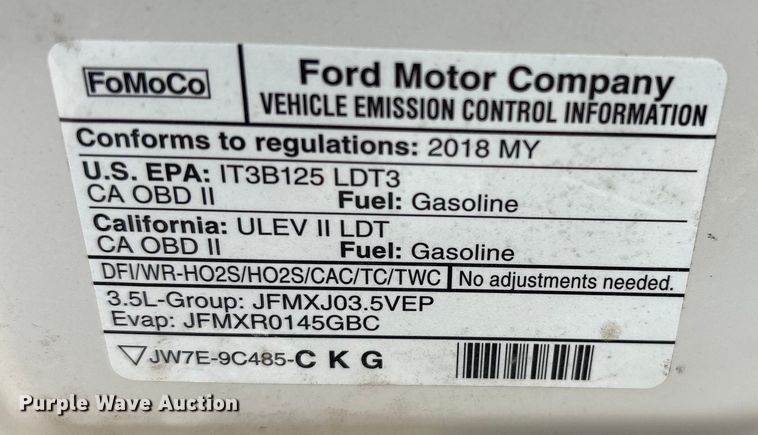 FoMoCo
Ford Motor Company
VEHICLE EMISSION CONTROL INFORMATION
Conforms to regulations: 2018 MY
U.S. EPA: IT3B125 LDT3
CA OBD II Fuel: Gasoline
California: ULEV II LDT
CA OBD II Fuel: Gasoline
DFI/WR-HO2S/HO2S/CAC/TC/TWC No adjustments needed.
3.5L-Group: JFMXJ03.5VEP
Evap: JFMXR0145GBC
JW7E-9C485-C K G
Purple Wave Auction